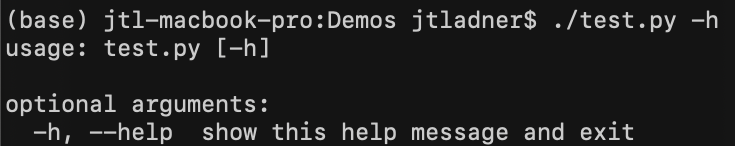 (base) jtl-macbook-pro:Demos jtladner$ ./test.py -h
usage: test.py [-h]

optional arguments:
  -h, --help  show this help message and exit